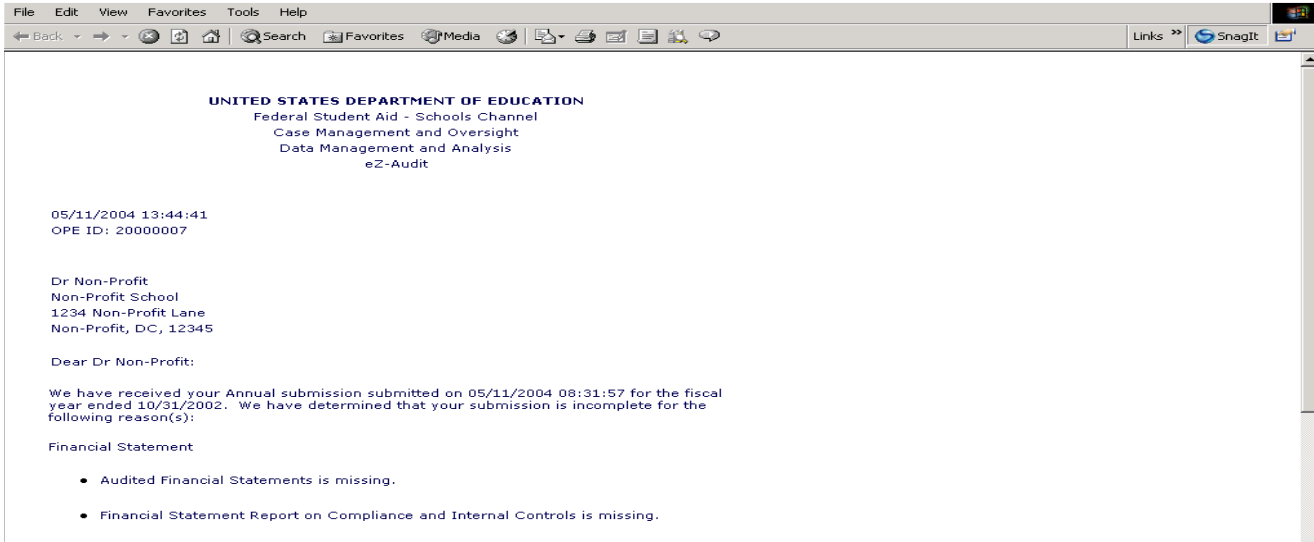 File Edit View Favorites Tools Help
Back Search Favorites Media Links » SnagIt
UNITED STATES DEPARTMENT OF EDUCATION
Federal Student Aid - Schools Channel
Case Management and Oversight
Data Management and Analysis
eZ-Audit
05/11/2004 13:44:41
OPE ID: 20000007
Dr Non-Profit
Non-Profit School
1234 Non-Profit Lane
Non-Profit, DC, 12345
Dear Dr Non-Profit:
We have received your Annual submission submitted on 05/11/2004 08:31:57 for the fiscal
year ended 10/31/2002. We have determined that your submission is incomplete for the
following reason(s):
Financial Statement
• Audited Financial Statements is missing.
• Financial Statement Report on Compliance and Internal Controls is missing.